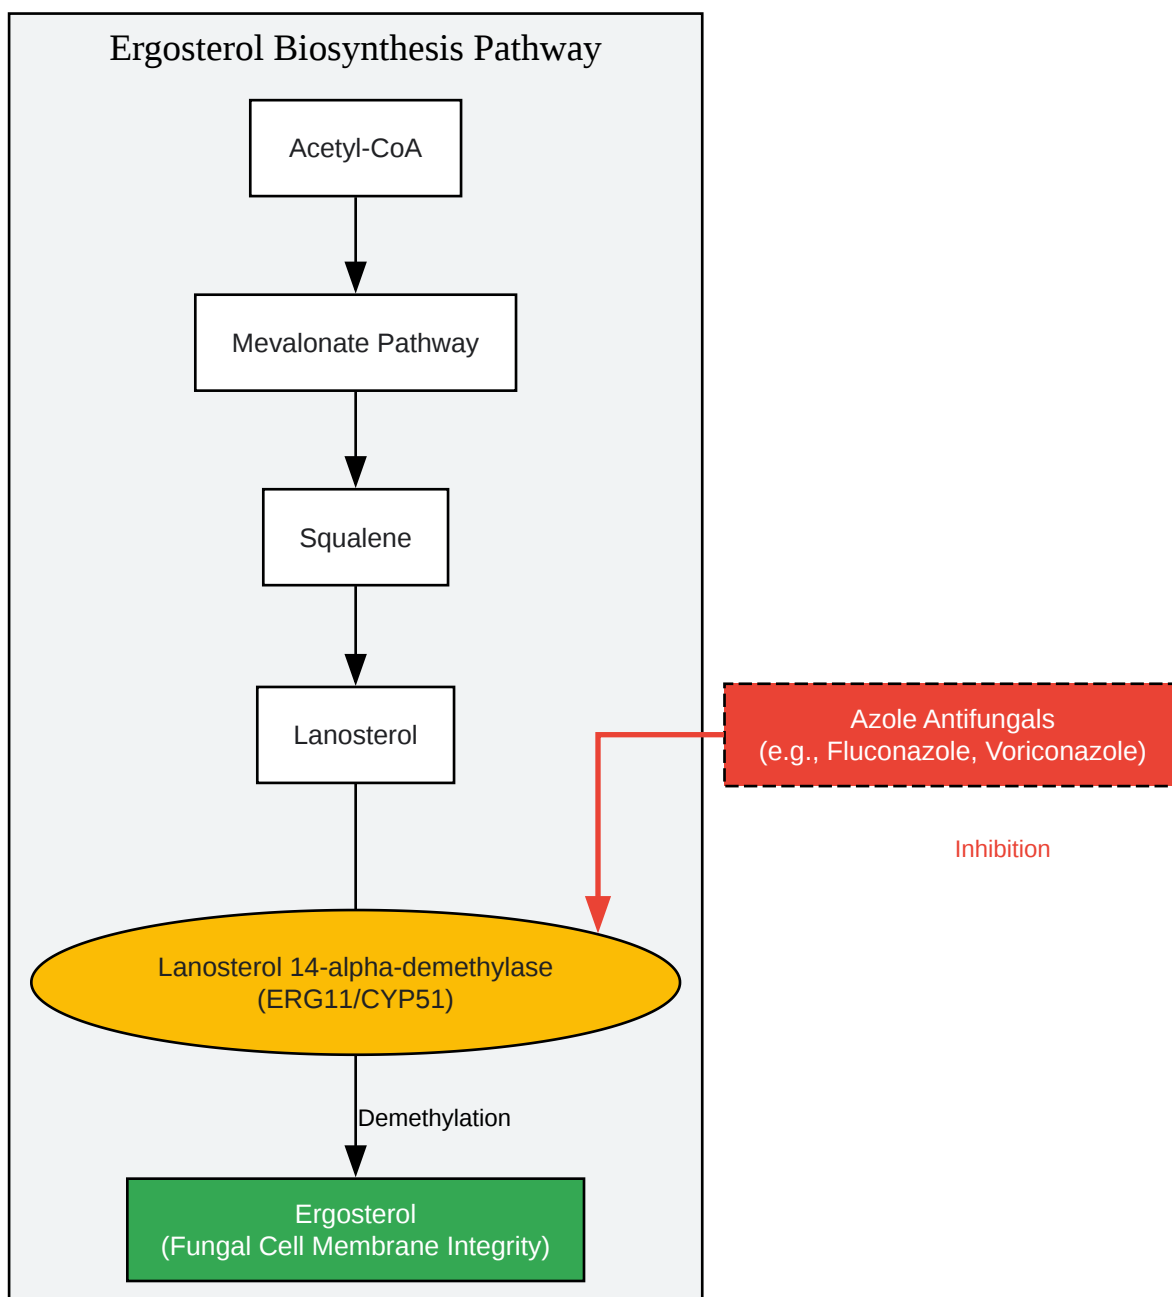 Ergosterol Biosynthesis Pathway
Acetyl-CoA
Mevalonate Pathway
Squalene
Lanosterol
Azole Antifungals
(e.g., Fluconazole, Voriconazole)
Inhibition
Lanosterol 14-alpha-demethylase
(ERG11/CYP51)
Demethylation
Ergosterol
(Fungal Cell Membrane Integrity)